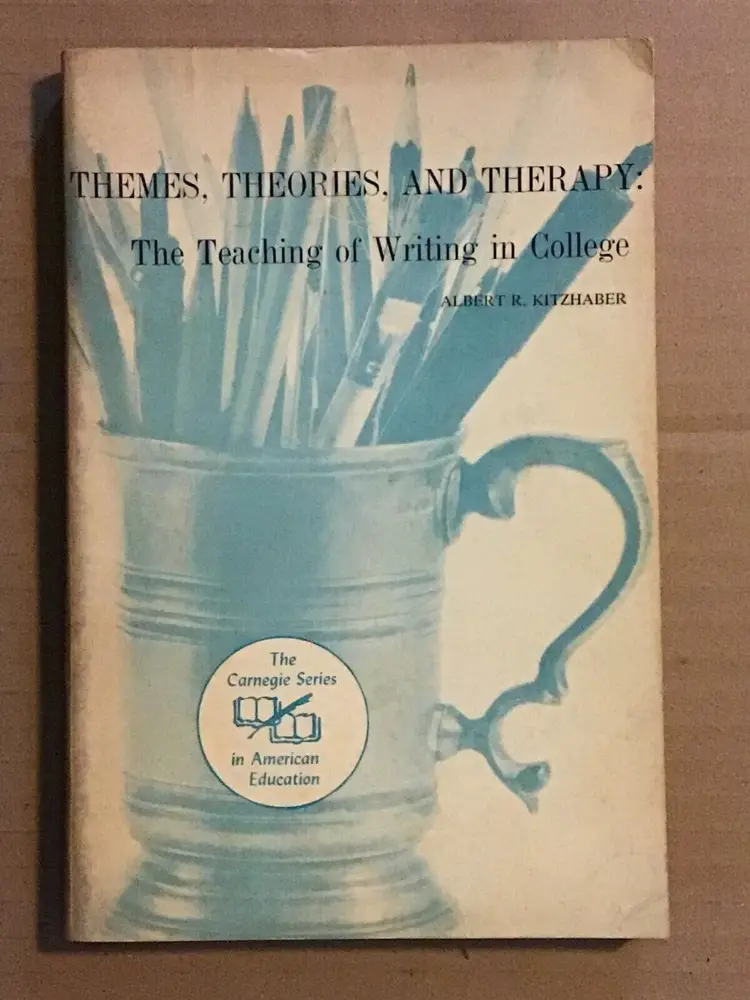 THEMES, THEORIES, AND THERAPY:
The Teaching of Writing in College
ALBERT R. KITZHABER
The
Carnegie Series
in American
Education